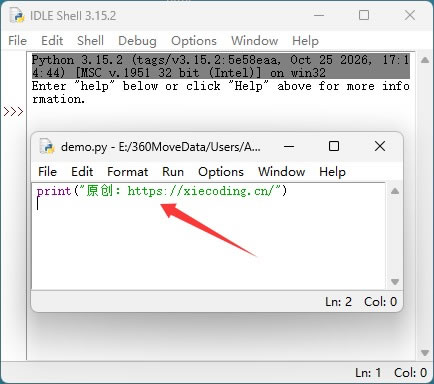 IDLE Shell 3.15.2
File Edit Shell Debug Options Window Help
Python 3.15.2 (tags/v3.15.2:5e58eaa, Oct 25 2026, 17:1
4:44) [MSC v.1951 32 bit (Intel)] on win32
Enter "help" below or click "Help" above for more info
rmation.
>>>
demo.py - E:/360MoveData/Users/A...
File Edit Format Run Options Window Help
print("原创：https://xiecoding.cn/")
Ln: 2 Col: 0
Ln: 1 Col: 0